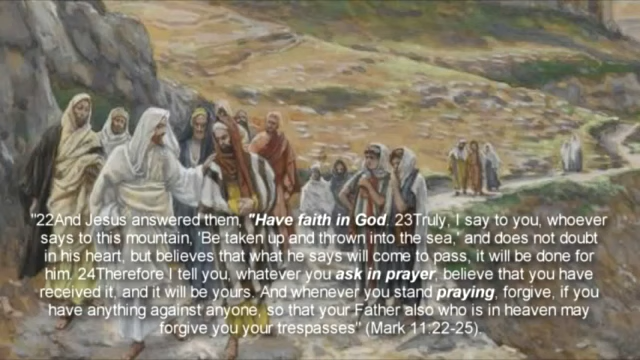 "22And Jesus answered them, "Have faith in God. 23Truly, I say to you, whoever
says to this mountain, 'Be taken up and thrown into the sea,' and does not doubt
in his heart, but believes that what he says will come to pass, it will be done for
him. 24Therefore I tell you, whatever you ask in prayer, believe that you have
received it, and it will be yours. And whenever you stand praying, forgive, if you
have anything against anyone, so that your Father also who is in heaven may
forgive you your trespasses" (Mark 11:22-25).